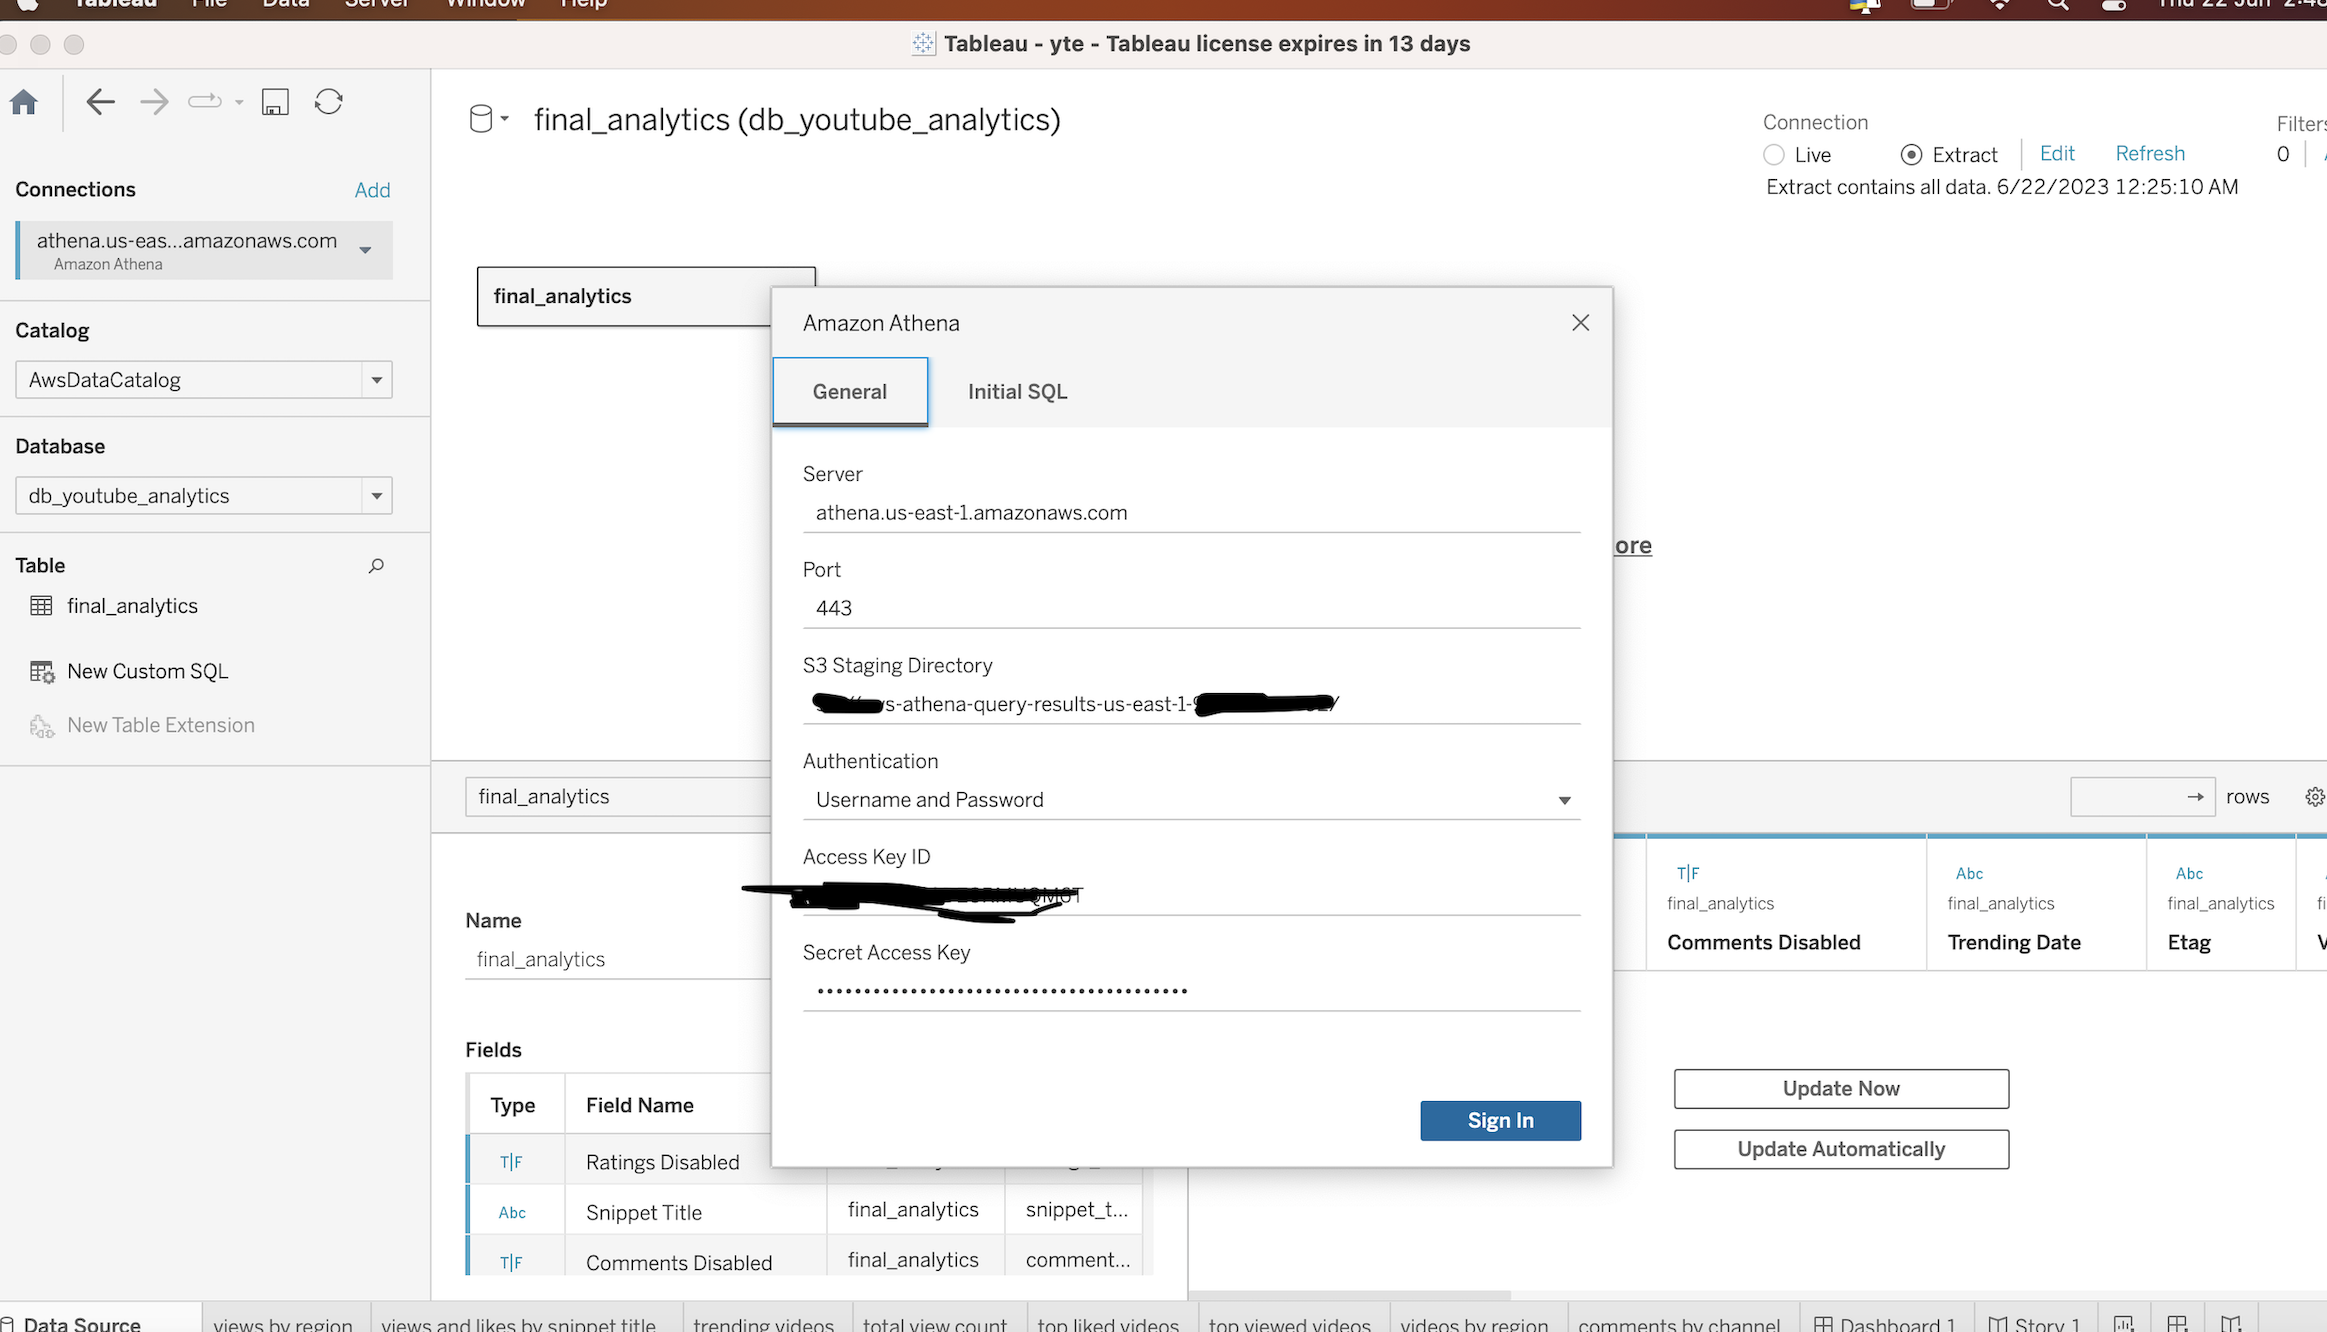 Tableau File Data Server Window Help
Thu 22 Jun
Tableau - yte - Tableau license expires in 13 days
Connections Add
athena.us-eas...amazonaws.com
Amazon Athena
Catalog
AwsDataCatalog
Database
db_youtube_analytics
Table
final_analytics
New Custom SQL
New Table Extension
final_analytics (db_youtube_analytics)
Connection
Live Extract Edit Refresh
Extract contains all data. 6/22/2023 12:25:10 AM
Filters
0
final_analytics
Amazon Athena
General Initial SQL
Server
athena.us-east-1.amazonaws.com
Port
443
S3 Staging Directory
s-athena-query-results-us-east-1-
Authentication
Username and Password
Access Key ID
Secret Access Key
Sign In
ore
final_analytics
→ rows
Name
final_analytics
Fields
Type Field Name
T|F Ratings Disabled
Abc Snippet Title final_analytics snippet_t...
T|F Comments Disabled final_analytics comment...
T|F Abc Abc
final_analytics final_analytics final_analytics
Comments Disabled Trending Date Etag
Update Now
Update Automatically
Data Source views by region views and likes by snippet title trending videos total view count top liked videos top viewed videos videos by region comments by channel Dashboard 1 Story 1